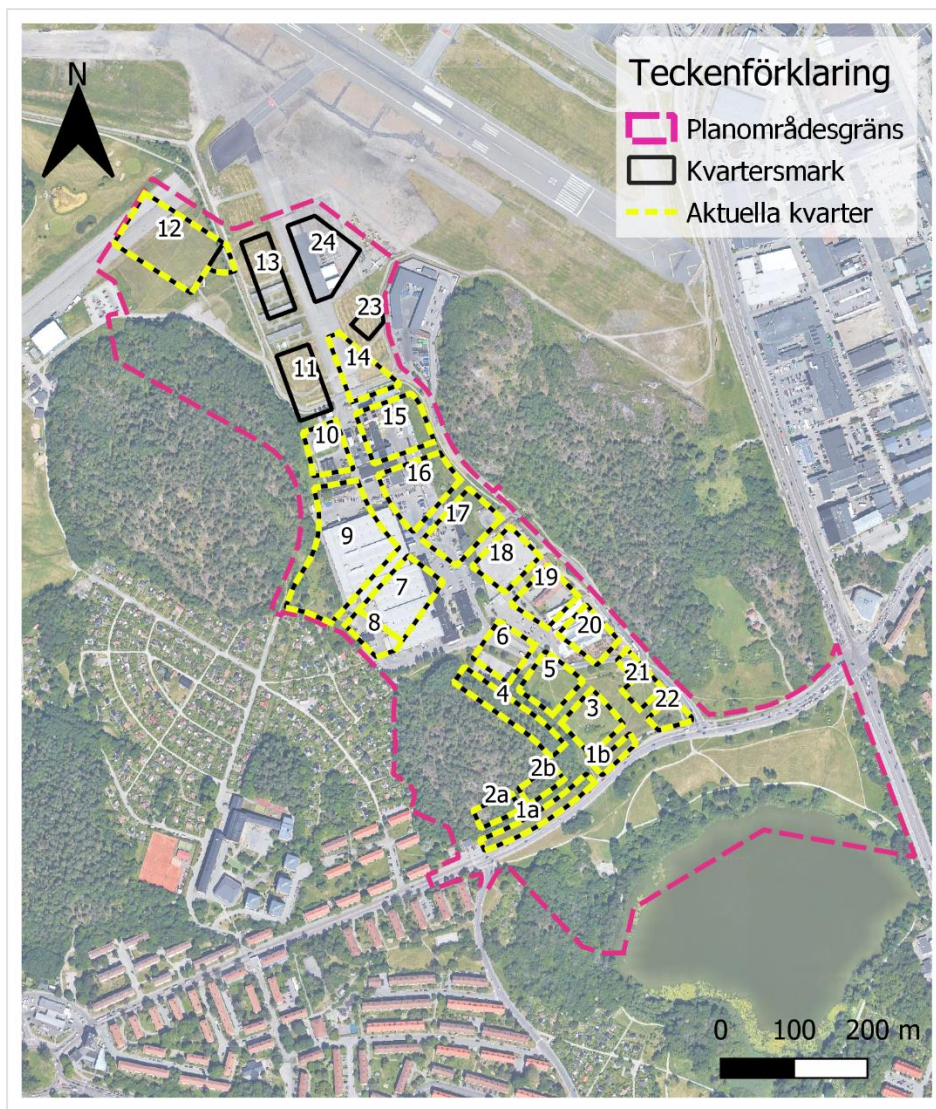 N
Teckenförklaring
Planområdesgräns
Kvartersmark
Aktuella kvarter
12
13
24
23
14
11
15
10
16
17
9
18
19
7
8
20
6
5
21
4
3
22
1b
2b
2a
1a
0 100 200 m